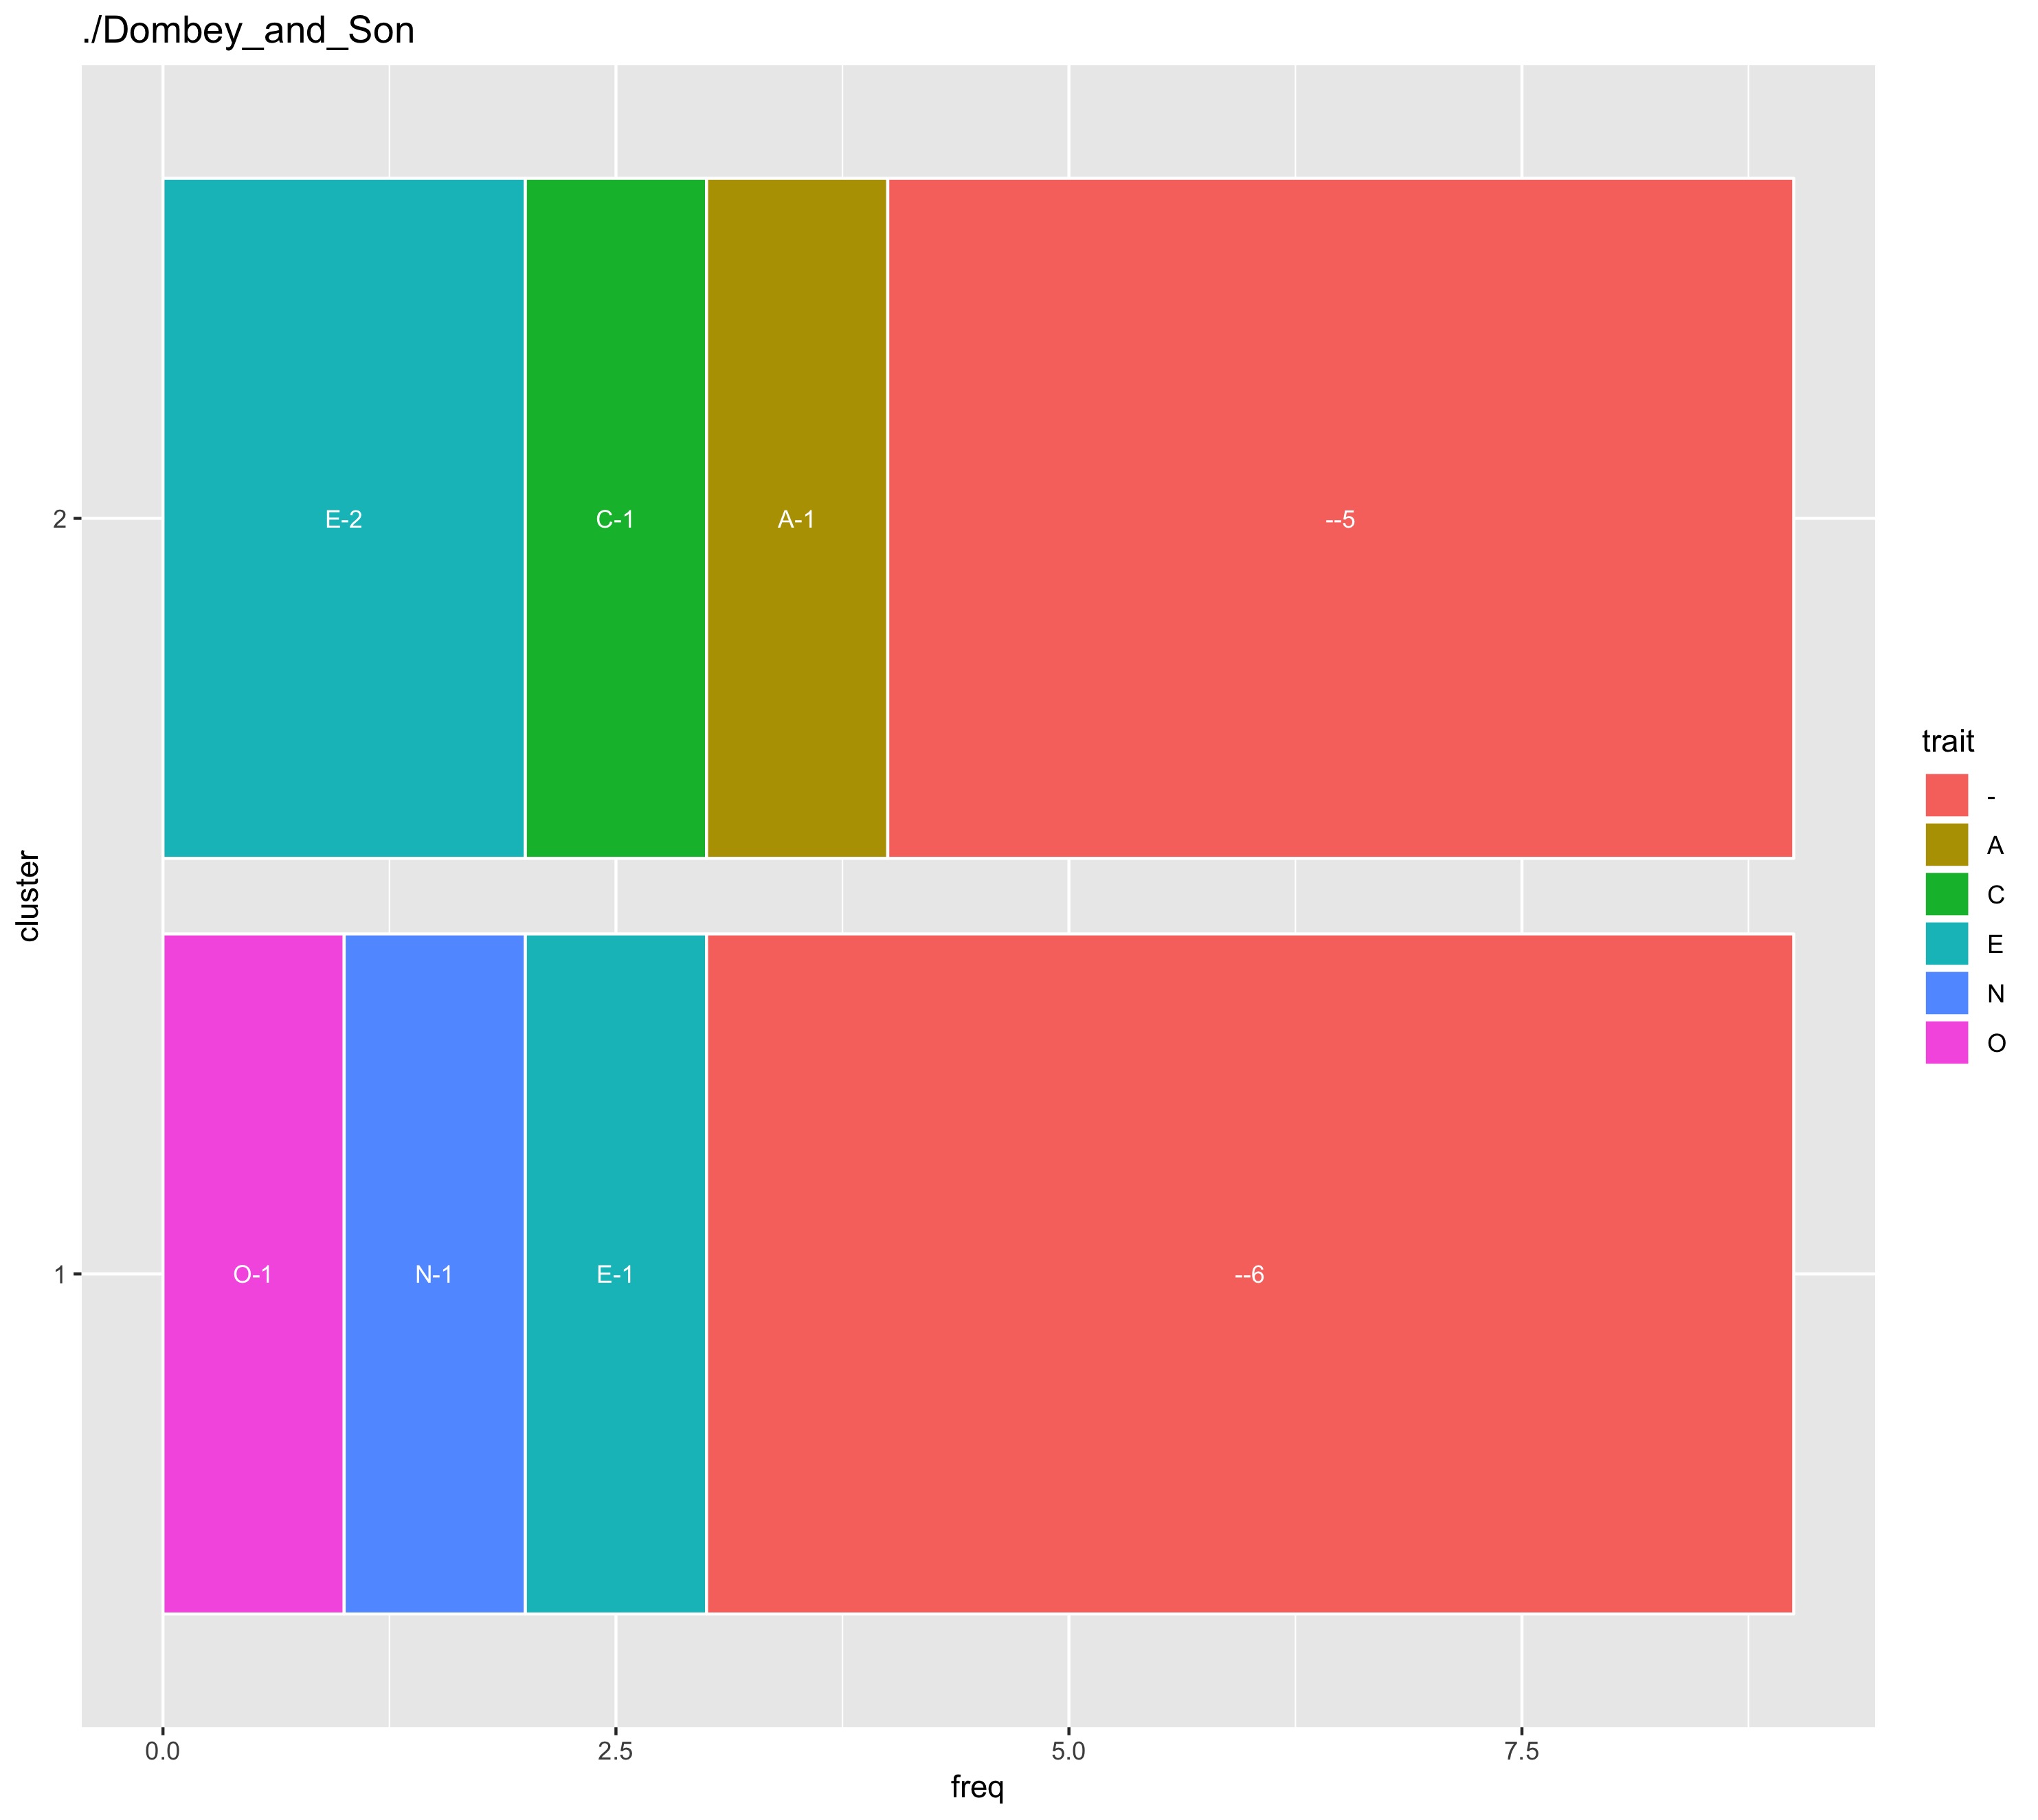 ./Dombey_and_Son
cluster
2
E-2 C-1 A-1 --5
1
O-1 N-1 E-1 --6
0.0 2.5 5.0 7.5
freq
trait
-
A
C
E
N
O